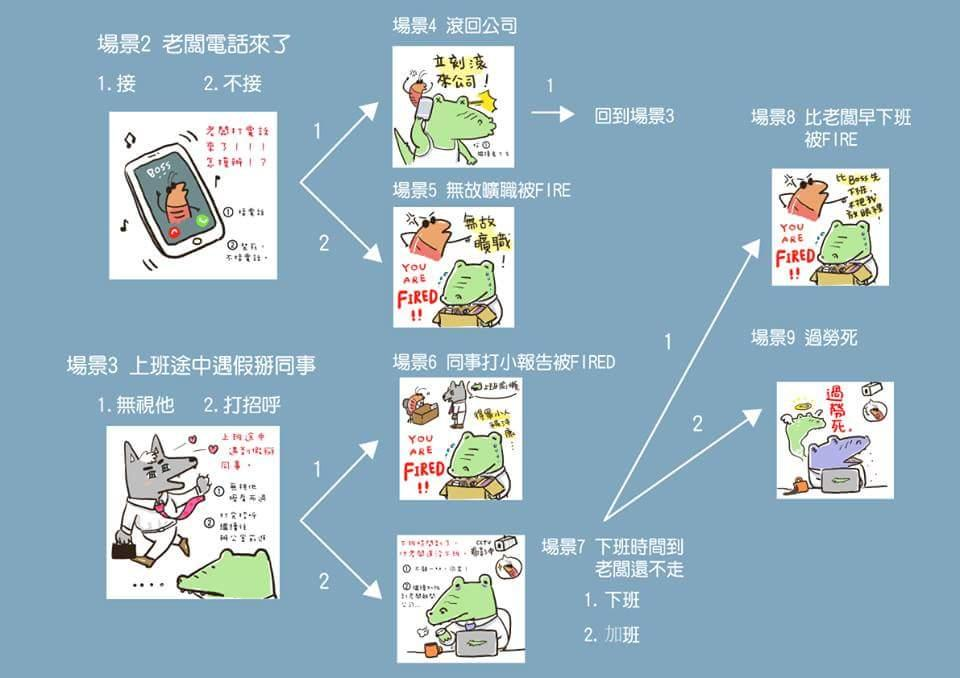 場景2 老闆電話來了
1.接
2.不接
老闆打電話
來了!!!
怎麼辦!?
BOSS
① 接電話
② 裝死,
不接電話。
1
2
場景4 滾回公司
立刻滾
來公司!
1
回到場景3
場景5 無故曠職被FIRE
無故
曠職!
YOU
ARE
FIRED
!!
場景3 上班途中遇假掰同事
1.無視他
2.打招呼
上班途中
遇到假掰
同事。
① 無視他
② 打完招呼
繼續往
辦公室前進
1
2
場景6 同事打小報告被FIRED
上班偷懶
YOU
ARE
FIRED
!!
場景7 下班時間到
老闆還不走
1.下班
2.加班
下班時間到了,
CCTV
1
2
場景8 比老闆早下班
被FIRE
比Boss先
下班,
不把我
放眼裡!
YOU
ARE
FIRED
!!
場景9 過勞死
過勞死。